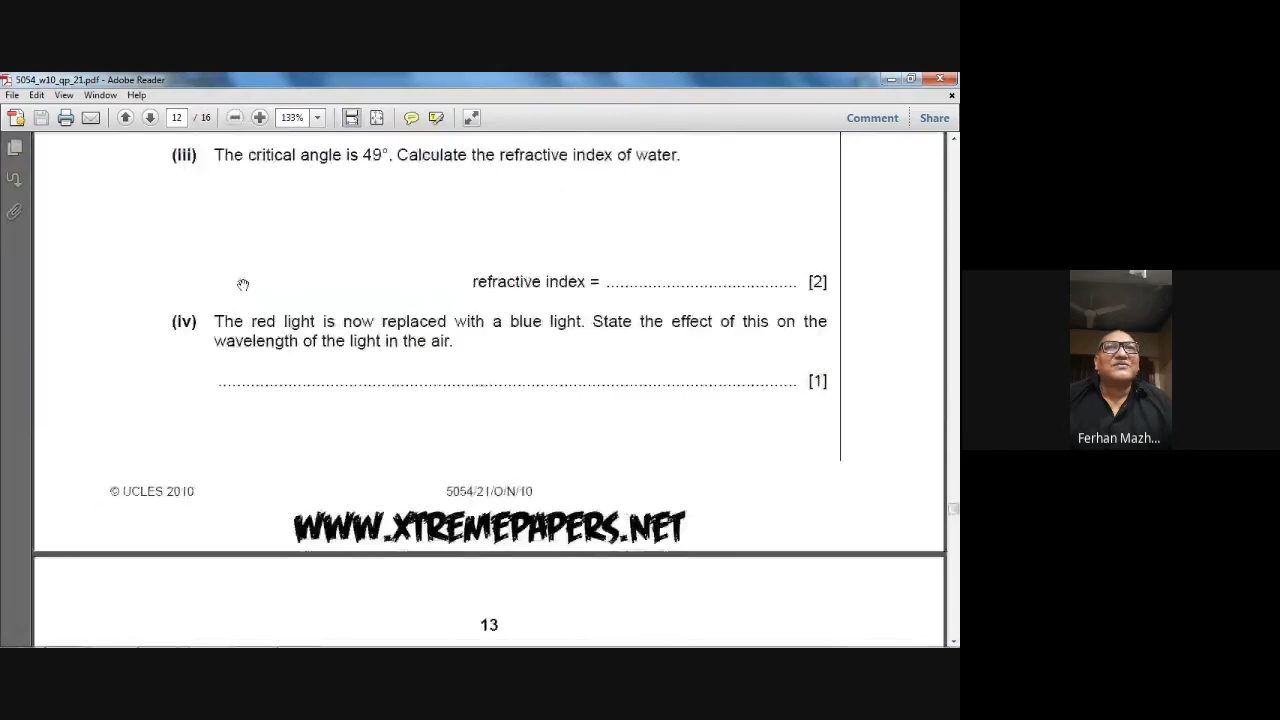 5054_w10_qp_21.pdf - Adobe Reader
File Edit View Window Help
12 / 16 133% Comment Share
(iii) The critical angle is 49°. Calculate the refractive index of water.
refractive index = .......................................... [2]
(iv) The red light is now replaced with a blue light. State the effect of this on the
wavelength of the light in the air.
.............................................................................................................................. [1]
© UCLES 2010 5054/21/O/N/10
WWW.XTREMEPAPERS.NET
13
Ferhan Mazh...